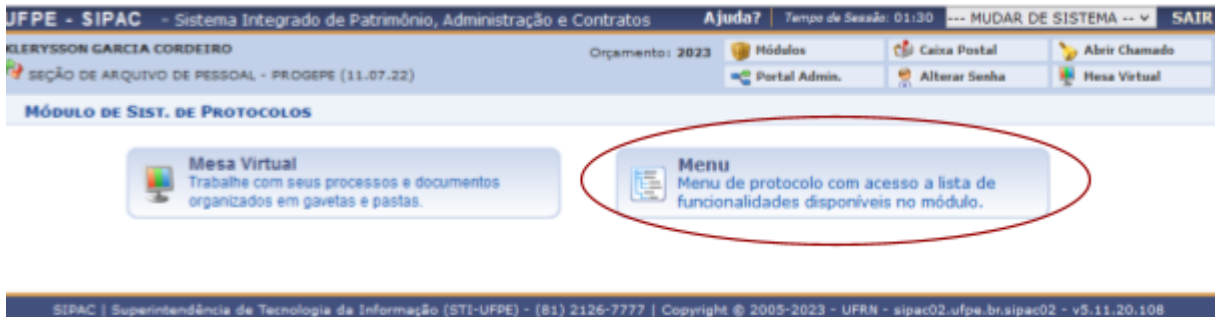 UFPE - SIPAC - Sistema Integrado de Patrimônio, Administração e Contratos Ajuda? Tempo de Sessão: 01:30 --- MUDAR DE SISTEMA -- SAIR
KLERYSSON GARCIA CORDEIRO Orçamento: 2023 Módulos Caixa Postal Abrir Chamado
SEÇÃO DE ARQUIVO DE PESSOAL - PROGEPE (11.07.22) Portal Admin. Alterar Senha Mesa Virtual
MÓDULO DE SIST. DE PROTOCOLOS
Mesa Virtual
Trabalhe com seus processos e documentos
organizados em gavetas e pastas.
Menu
Menu de protocolo com acesso a lista de
funcionalidades disponíveis no módulo.
SIPAC | Superintendência de Tecnologia da Informação (STI-UFPE) - (81) 2126-7777 | Copyright © 2005-2023 - UFRN - sipac02.ufpe.br.sipac02 - v5.11.20.108